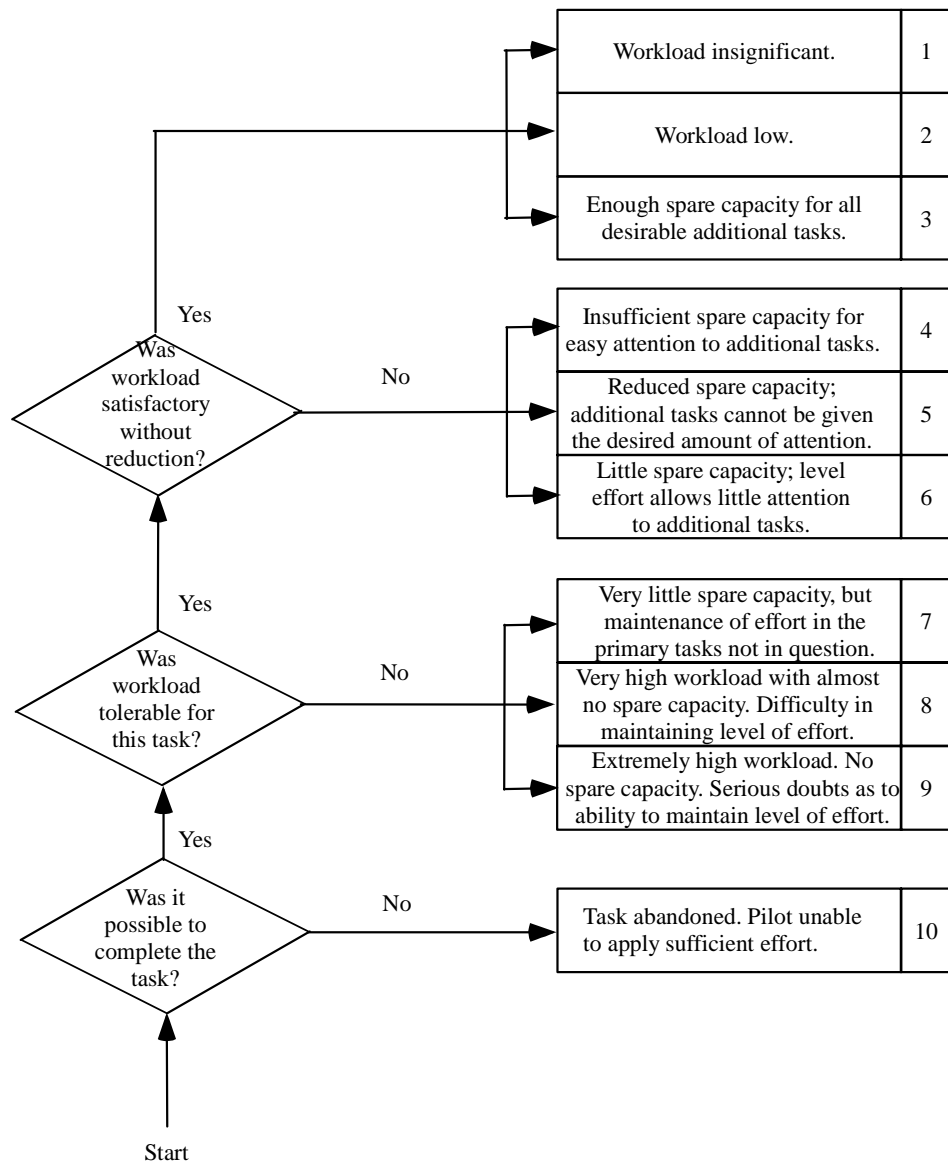 Workload insignificant.
1
Workload low.
2
Enough spare capacity for all
desirable additional tasks.
3
Yes
Was
workload
satisfactory
without
reduction?
No
Insufficient spare capacity for
easy attention to additional tasks.
4
Reduced spare capacity;
additional tasks cannot be given
the desired amount of attention.
5
Little spare capacity; level
effort allows little attention
to additional tasks.
6
Yes
Was
workload
tolerable for
this task?
No
Very little spare capacity, but
maintenance of effort in the
primary tasks not in question.
7
Very high workload with almost
no spare capacity. Difficulty in
maintaining level of effort.
8
Extremely high workload. No
spare capacity. Serious doubts as to
ability to maintain level of effort.
9
Yes
Was it
possible to
complete the
task?
No
Task abandoned. Pilot unable
to apply sufficient effort.
10
Start